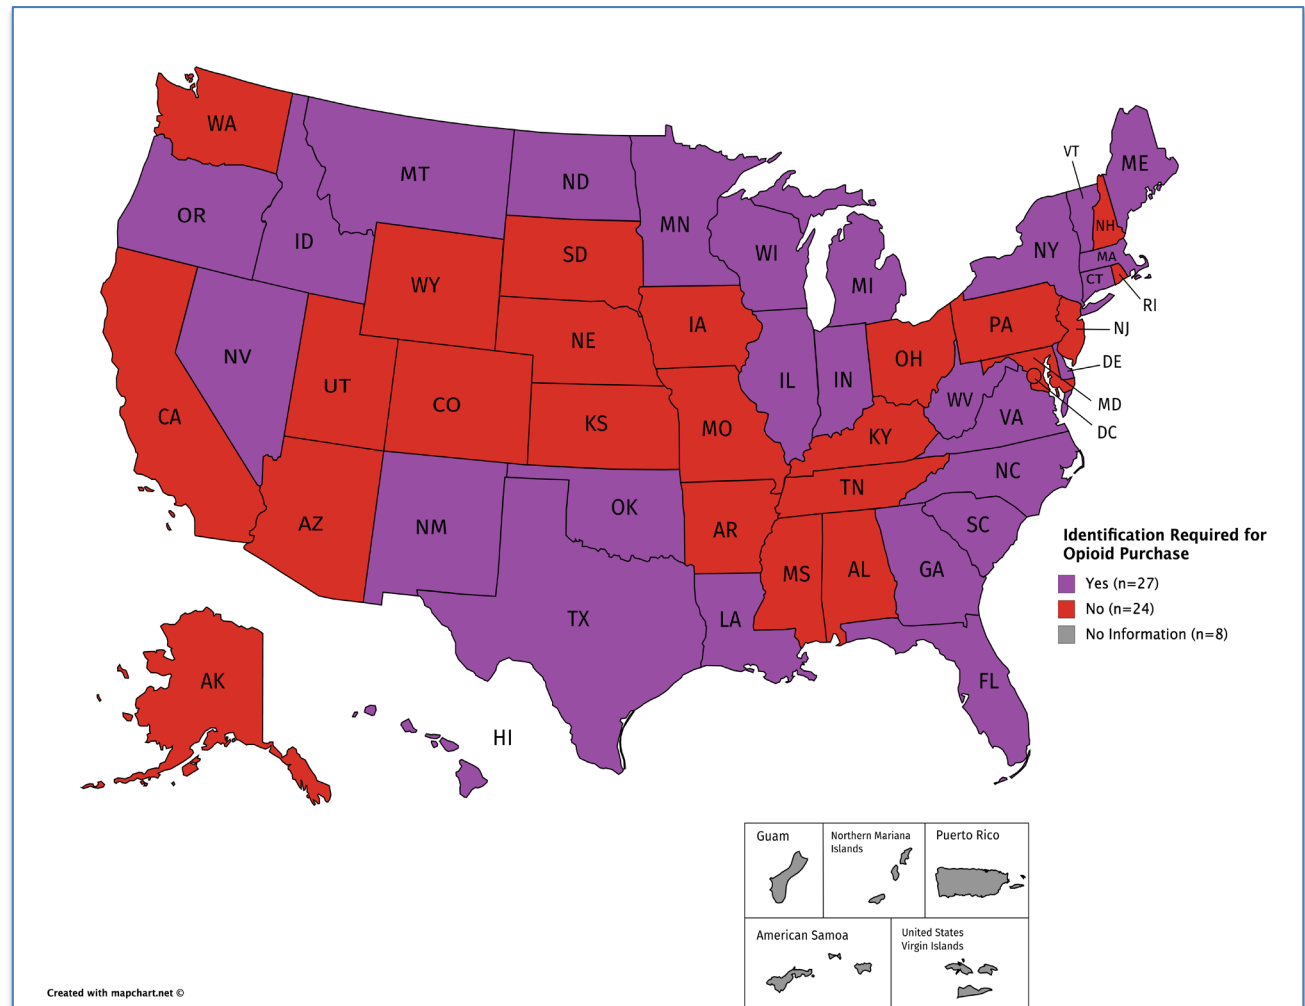 WA
VT
ME
MT
ND
OR
MN
NH
ID
NY
WI
SD
MA
CT
WY
MI
RI
IA
PA
NJ
NE
NV
OH
DE
UT
IL
IN
CO
WV
MD
CA
KS
MO
VA
DC
KY
NC
TN
OK
AZ
NM
AR
SC
MS
AL
GA
TX
LA
AK
FL
HI
Identification Required for
Opioid Purchase
Yes (n=27)
No (n=24)
No Information (n=8)
Guam
Northern Mariana
Islands
Puerto Rico
American Samoa
United States
Virgin Islands
Created with mapchart.net ©